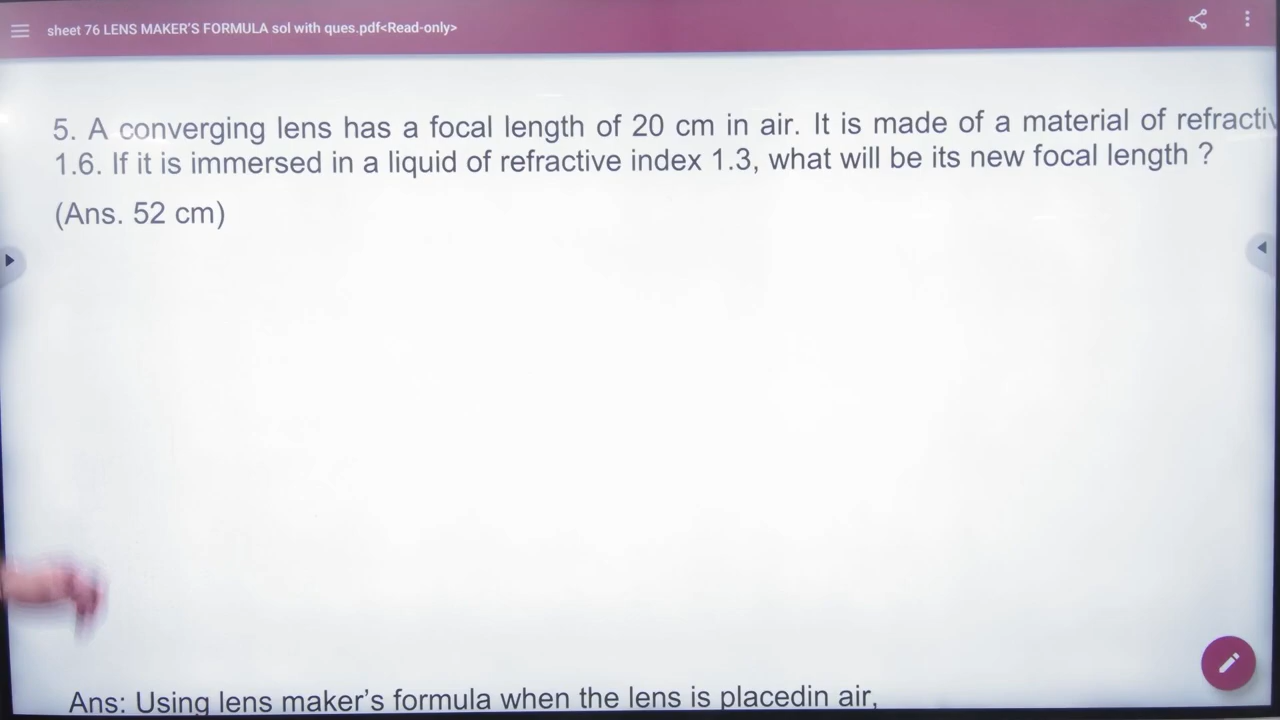 sheet 76 LENS MAKER'S FORMULA sol with ques.pdf<Read-only>
5. A converging lens has a focal length of 20 cm in air. It is made of a material of
1.6. If it is immersed in a liquid of refractive index 1.3, what will be its new focal length ?
(Ans. 52 cm)
Ans: Using lens maker's formula when the lens is placedin air,